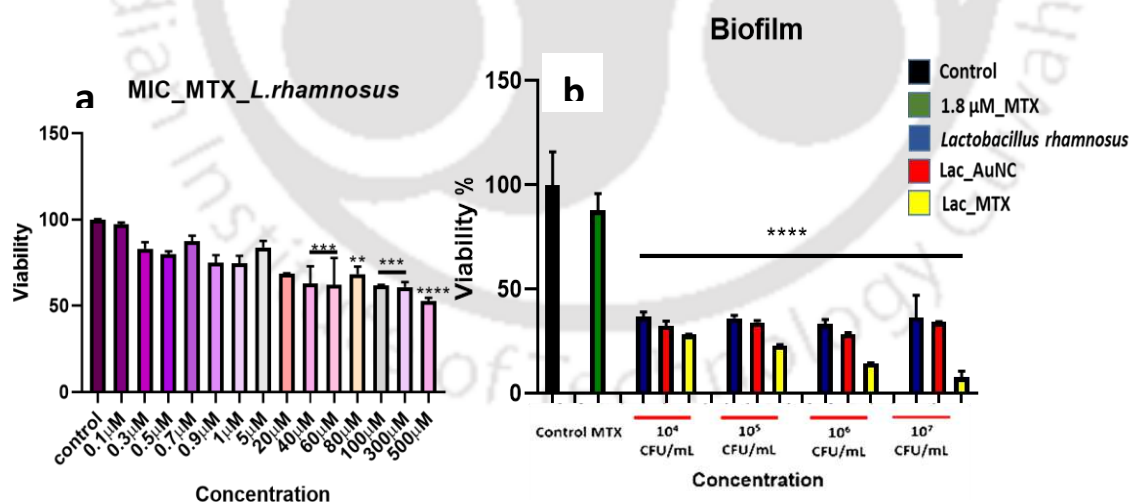 a
MIC_MTX_L.rhamnosus
Viability
150
100
50
0
***
**
***
****
control
0.1μM
0.3μM
0.5μM
0.7μM
0.9μM
1μM
5μM
20μM
40μM
60μM
80μM
100μM
300μM
500μM
Concentration
Biofilm
b
Viability %
150
100
50
0
****
Control
1.8 μM_MTX
Lactobacillus rhamnosus
Lac_AuNC
Lac_MTX
Control MTX
10⁴ CFU/mL
10⁵ CFU/mL
10⁶ CFU/mL
10⁷ CFU/mL
Concentration